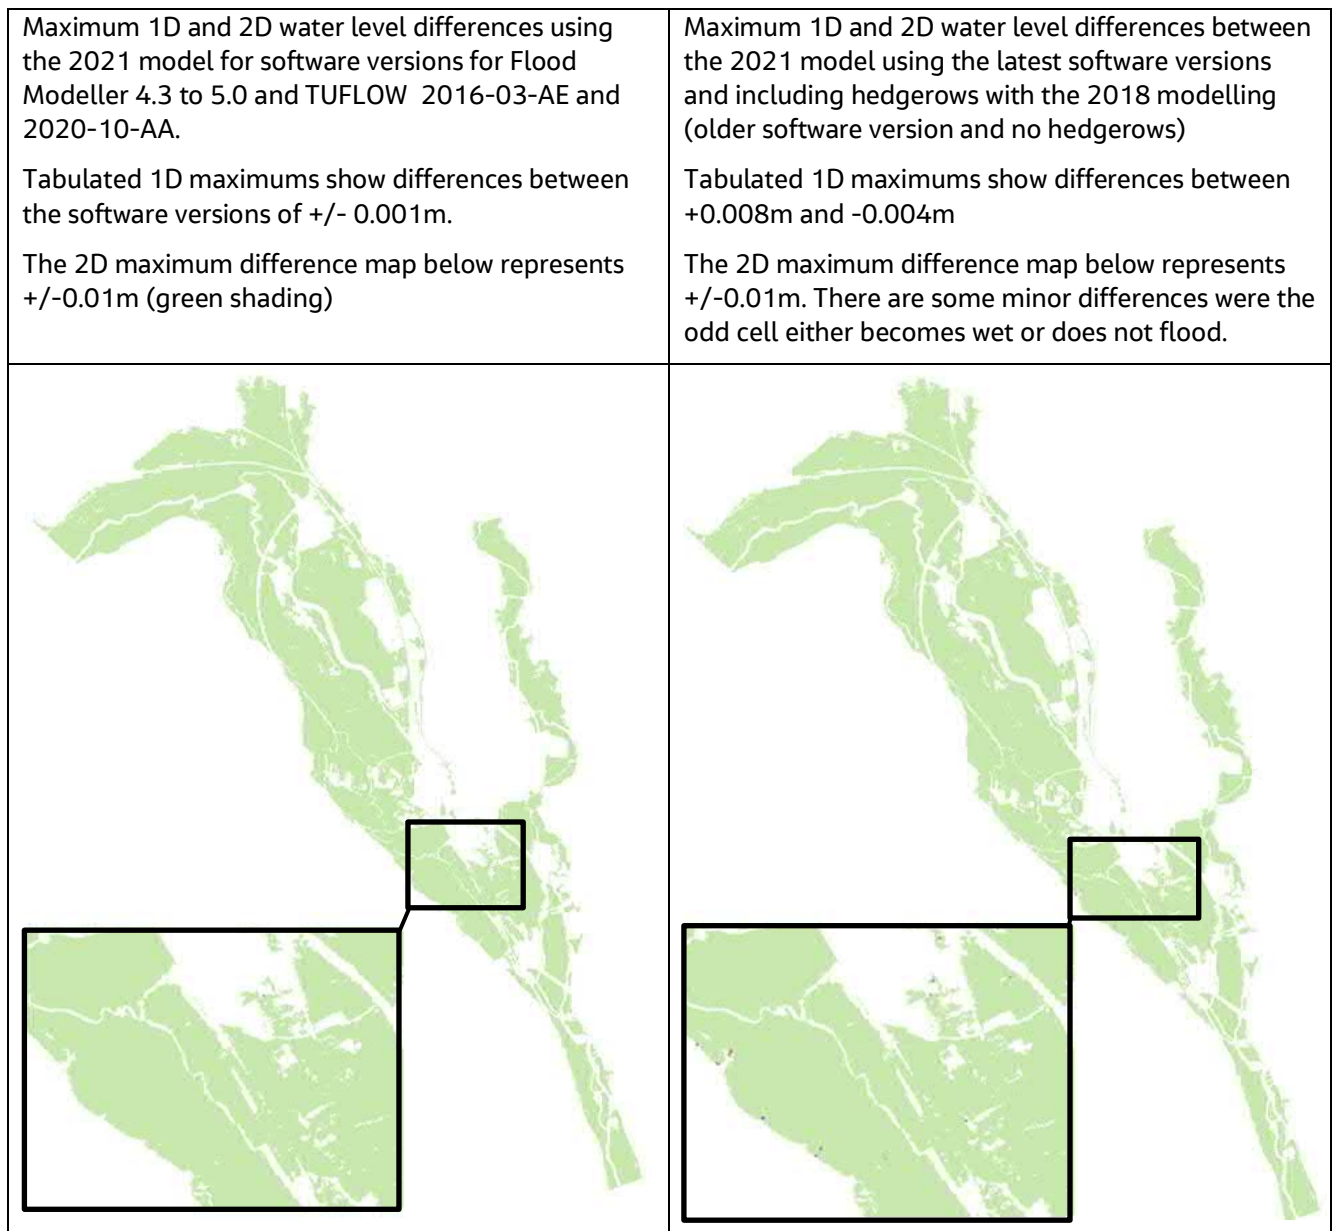 Maximum 1D and 2D water level differences using
the 2021 model for software versions for Flood
Modeller 4.3 to 5.0 and TUFLOW  2016-03-AE and
2020-10-AA.
Tabulated 1D maximums show differences between
the software versions of +/- 0.001m.
The 2D maximum difference map below represents
+/-0.01m (green shading)
Maximum 1D and 2D water level differences between
the 2021 model using the latest software versions
and including hedgerows with the 2018 modelling
(older software version and no hedgerows)
Tabulated 1D maximums show differences between
+0.008m and -0.004m
The 2D maximum difference map below represents
+/-0.01m. There are some minor differences were the
odd cell either becomes wet or does not flood.